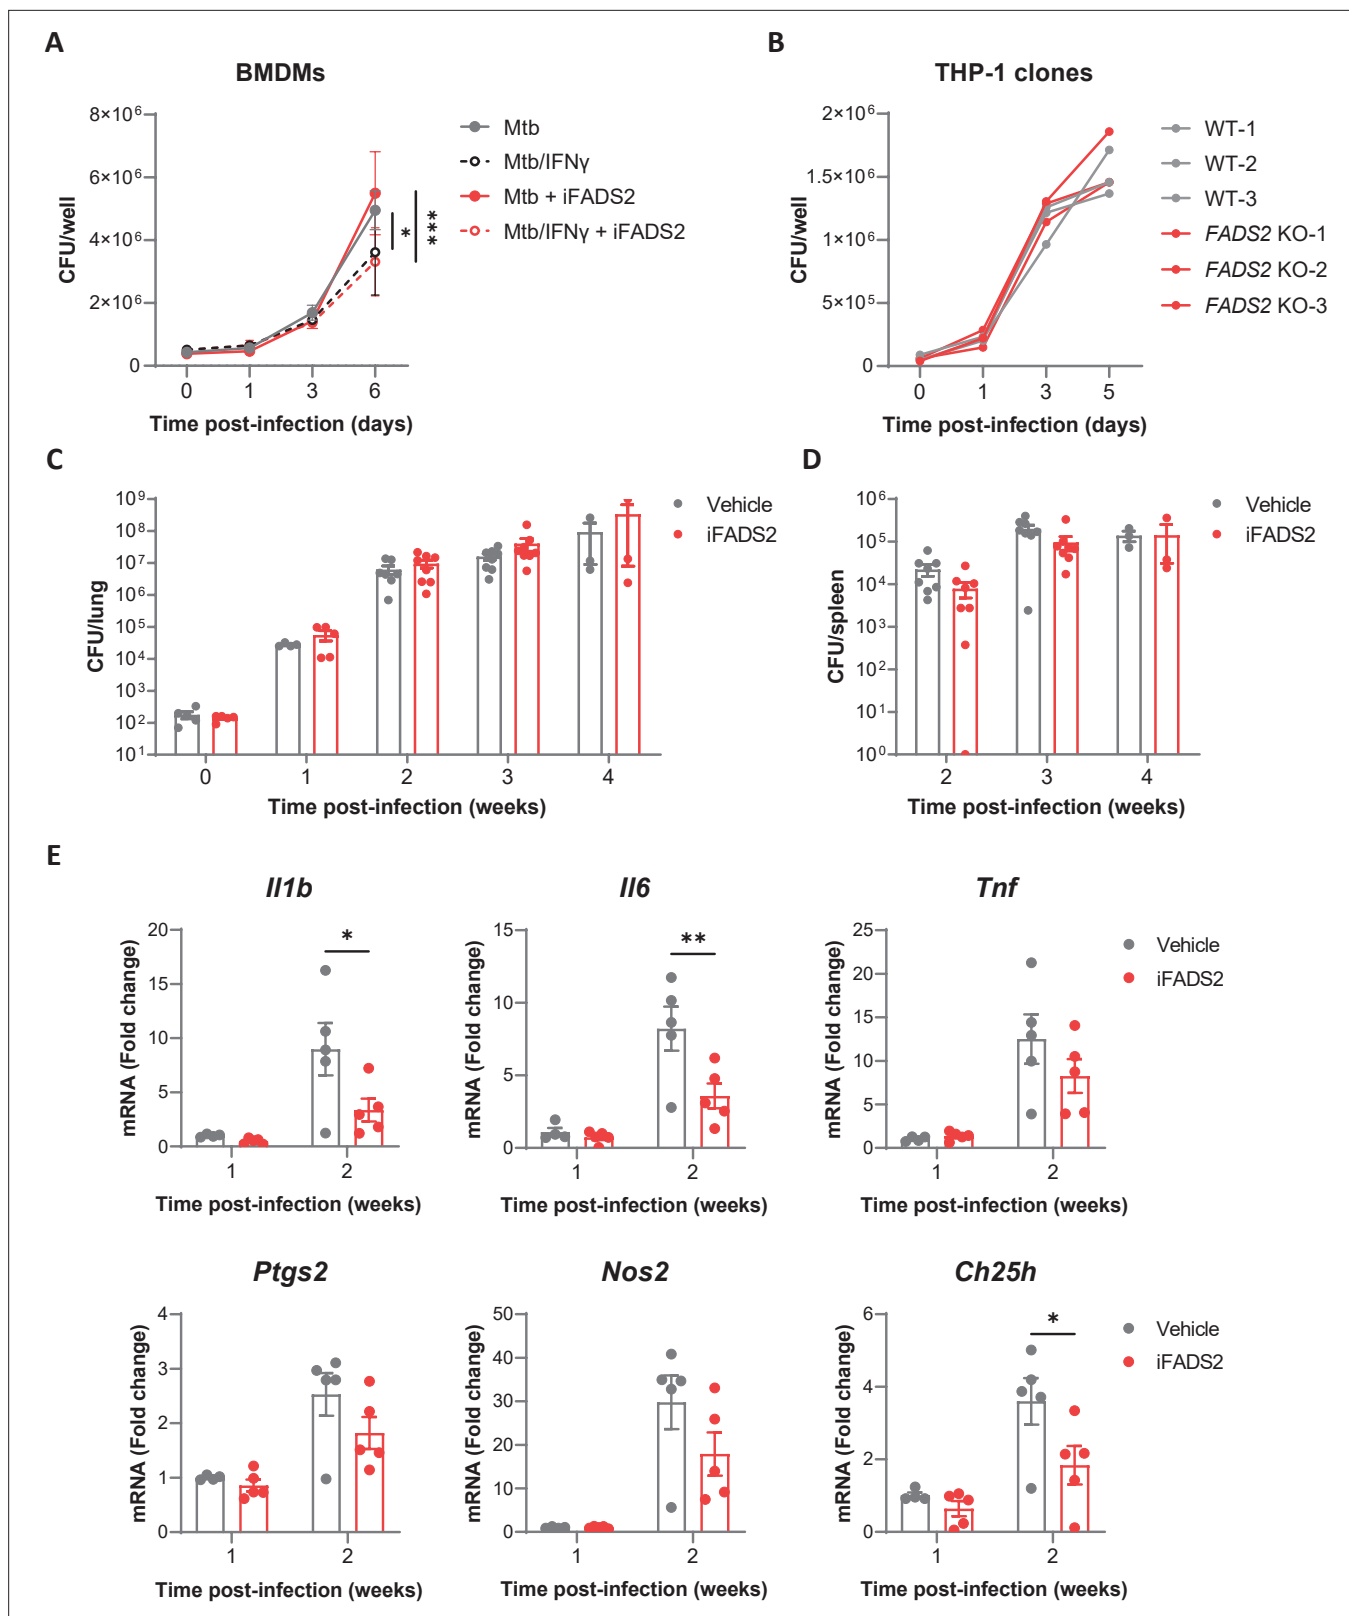 A
BMDMs
CFU/well
8×10⁶
6×10⁶
4×10⁶
2×10⁶
0
0 1 3 6
Time post-infection (days)
Mtb
Mtb/IFNγ
Mtb + iFADS2
Mtb/IFNγ + iFADS2
*
***
B
THP-1 clones
CFU/well
2×10⁶
1.5×10⁶
1×10⁶
5×10⁵
0
0 1 3 5
Time post-infection (days)
WT-1
WT-2
WT-3
FADS2 KO-1
FADS2 KO-2
FADS2 KO-3
C
CFU/lung
10⁹
10⁸
10⁷
10⁶
10⁵
10⁴
10³
10²
10¹
0 1 2 3 4
Time post-infection (weeks)
Vehicle
iFADS2
D
CFU/spleen
10⁶
10⁵
10⁴
10³
10²
10¹
10⁰
2 3 4
Time post-infection (weeks)
Vehicle
iFADS2
E
Il1b
mRNA (Fold change)
20
15
10
5
0
*
1 2
Time post-infection (weeks)
Il6
mRNA (Fold change)
15
10
5
0
**
1 2
Time post-infection (weeks)
Tnf
mRNA (Fold change)
25
20
15
10
5
0
1 2
Time post-infection (weeks)
Vehicle
iFADS2
Ptgs2
mRNA (Fold change)
4
3
2
1
0
1 2
Time post-infection (weeks)
Nos2
mRNA (Fold change)
50
40
30
20
10
0
1 2
Time post-infection (weeks)
Ch25h
mRNA (Fold change)
6
4
2
0
*
1 2
Time post-infection (weeks)
Vehicle
iFADS2